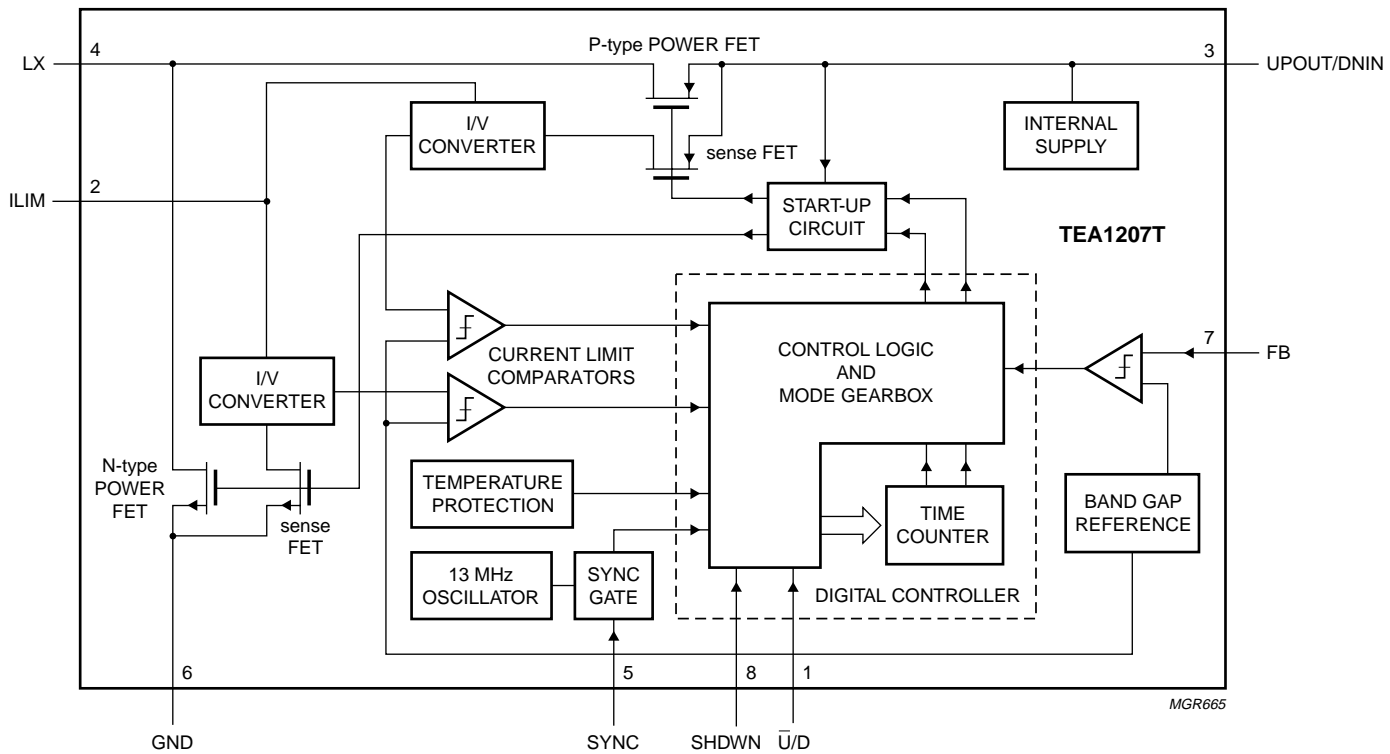 P-type POWER FET
4
3
LX
UPOUT/DNIN
I/V
CONVERTER
INTERNAL
SUPPLY
sense FET
2
ILIM
START-UP
CIRCUIT
TEA1207T
CONTROL LOGIC
AND
MODE GEARBOX
7
FB
CURRENT LIMIT
COMPARATORS
I/V
CONVERTER
N-type
POWER
FET
sense
FET
TEMPERATURE
PROTECTION
TIME
COUNTER
BAND GAP
REFERENCE
13 MHz
OSCILLATOR
SYNC
GATE
DIGITAL CONTROLLER
6
5
8
1
MGR665
GND
SYNC
SHDWN
U̅/D